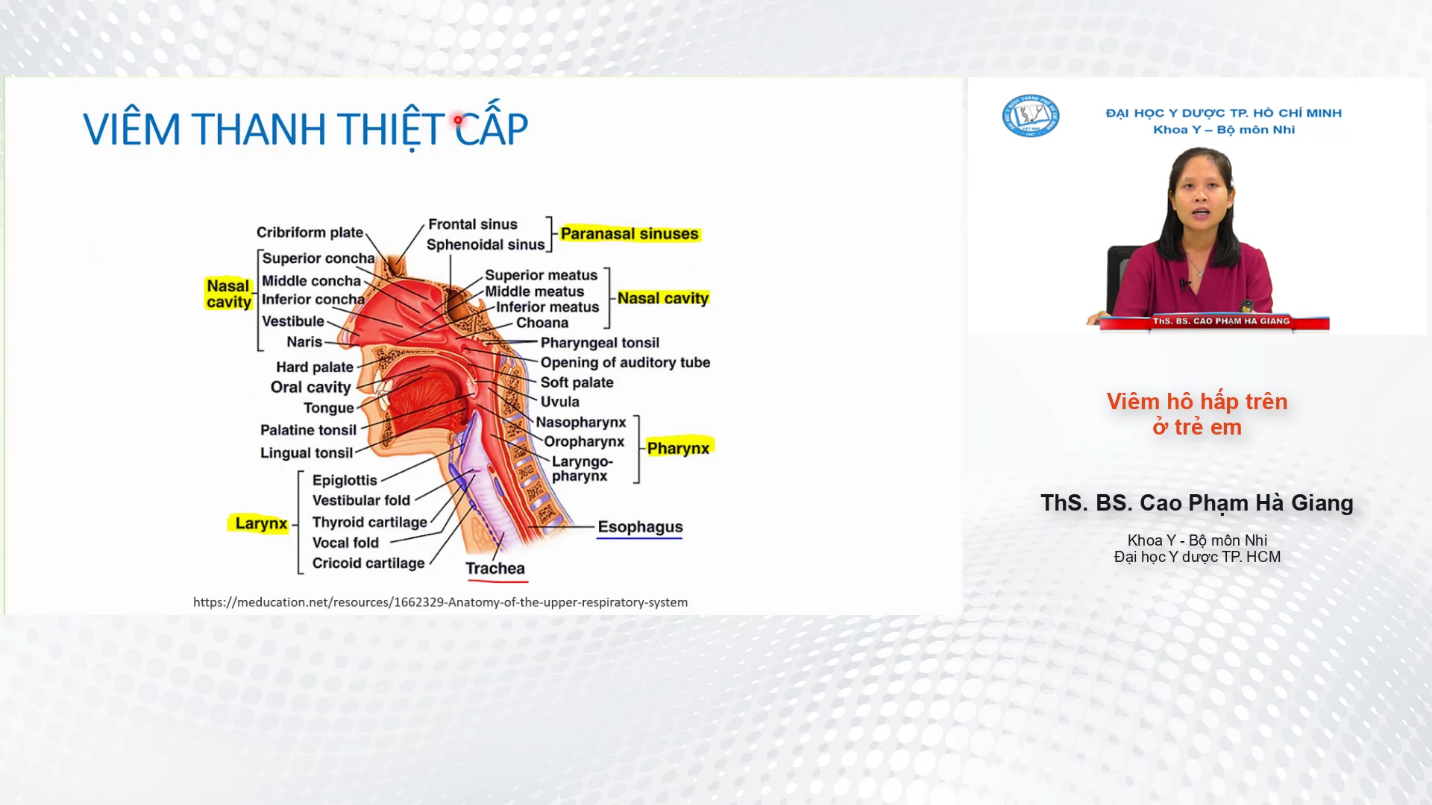 VIÊM THANH THIỆT CẤP
Cribriform plate
Frontal sinus
Sphenoidal sinus
Paranasal sinuses
Superior concha
Middle concha
Inferior concha
Vestibule
Naris
Nasal
cavity
Superior meatus
Middle meatus
Inferior meatus
Choana
Nasal cavity
Hard palate
Oral cavity
Tongue
Palatine tonsil
Lingual tonsil
Pharyngeal tonsil
Opening of auditory tube
Soft palate
Uvula
Nasopharynx
Oropharynx
Laryngo-
pharynx
Pharynx
Epiglottis
Vestibular fold
Thyroid cartilage
Vocal fold
Cricoid cartilage
Larynx
Esophagus
Trachea
https://meducation.net/resources/1662329-Anatomy-of-the-upper-respiratory-system
ĐẠI HỌC Y DƯỢC TP. HỒ CHÍ MINH
Khoa Y – Bộ môn Nhi
ThS. BS. CAO PHẠM HÀ GIANG
Viêm hô hấp trên
ở trẻ em
ThS. BS. Cao Phạm Hà Giang
Khoa Y - Bộ môn Nhi
Đại học Y dược TP. HCM